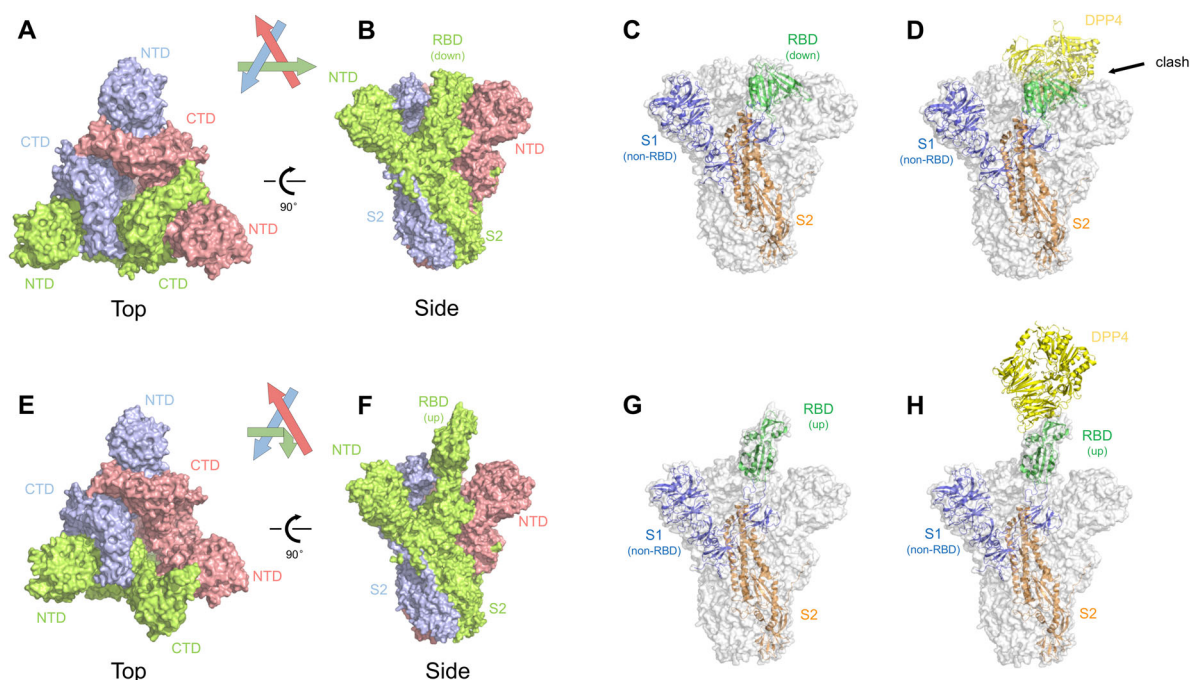 A
NTD
CTD
CTD
NTD
NTD
CTD
Top
90°
B
RBD
(down)
NTD
NTD
S2
S2
Side
C
RBD
(down)
S1
(non-RBD)
S2
D
DPP4
clash
S1
(non-RBD)
S2
E
NTD
CTD
CTD
NTD
NTD
CTD
Top
90°
F
RBD
(up)
NTD
NTD
S2
S2
Side
G
RBD
(up)
S1
(non-RBD)
S2
H
DPP4
RBD
(up)
S1
(non-RBD)
S2